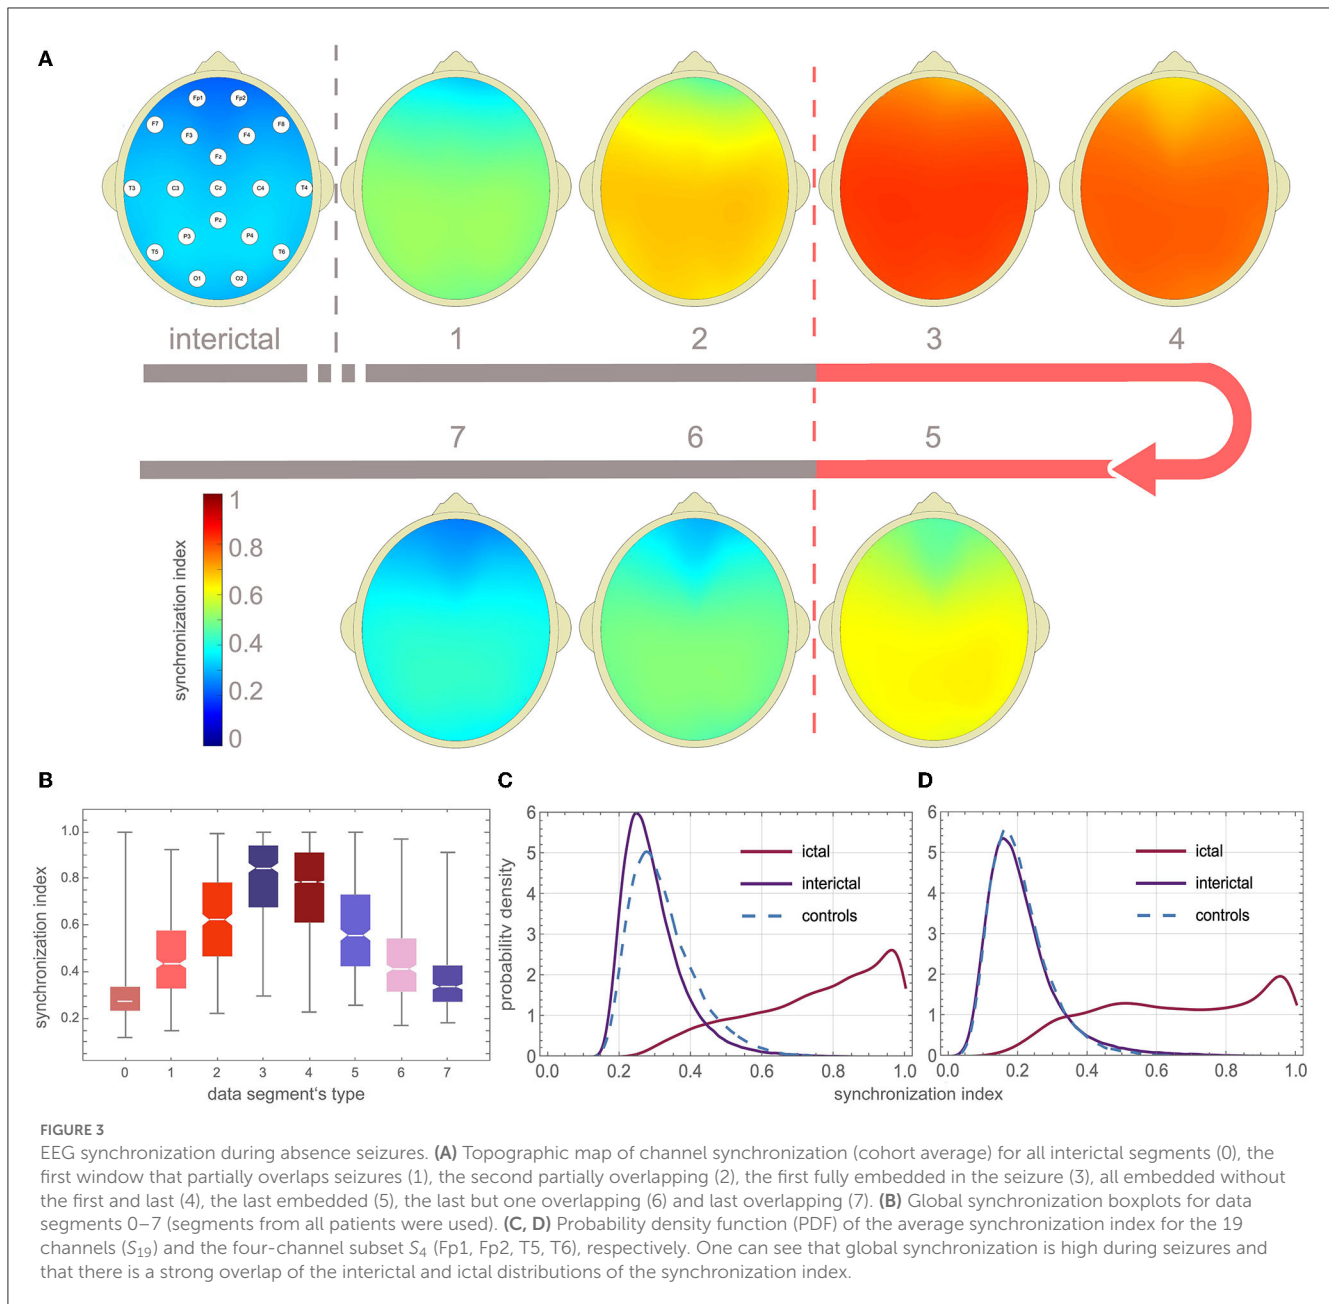 A
Fp1 Fp2
F7 F3 F4 F8
Fz
T3 C3 Cz C4 T4
Pz
P3 P4
T5 T6
O1 O2
interictal 1 2 3 4
7 6 5
synchronization index
1
0.8
0.6
0.4
0.2
0
B
synchronization index
1.0
0.8
0.6
0.4
0.2
0 1 2 3 4 5 6 7
data segment‘s type
C
probability density
6
5
4
3
2
1
0
ictal
interictal
controls
0.0 0.2 0.4 0.6 0.8 1.0
D
6
5
4
3
2
1
0
ictal
interictal
controls
0.0 0.2 0.4 0.6 0.8 1.0
synchronization index
FIGURE 3
EEG synchronization during absence seizures. (A) Topographic map of channel synchronization (cohort average) for all interictal segments (0), the
first window that partially overlaps seizures (1), the second partially overlapping (2), the first fully embedded in the seizure (3), all embedded without
the first and last (4), the last embedded (5), the last but one overlapping (6) and last overlapping (7). (B) Global synchronization boxplots for data
segments 0–7 (segments from all patients were used). (C, D) Probability density function (PDF) of the average synchronization index for the 19
channels (S19) and the four-channel subset S4 (Fp1, Fp2, T5, T6), respectively. One can see that global synchronization is high during seizures and
that there is a strong overlap of the interictal and ictal distributions of the synchronization index.